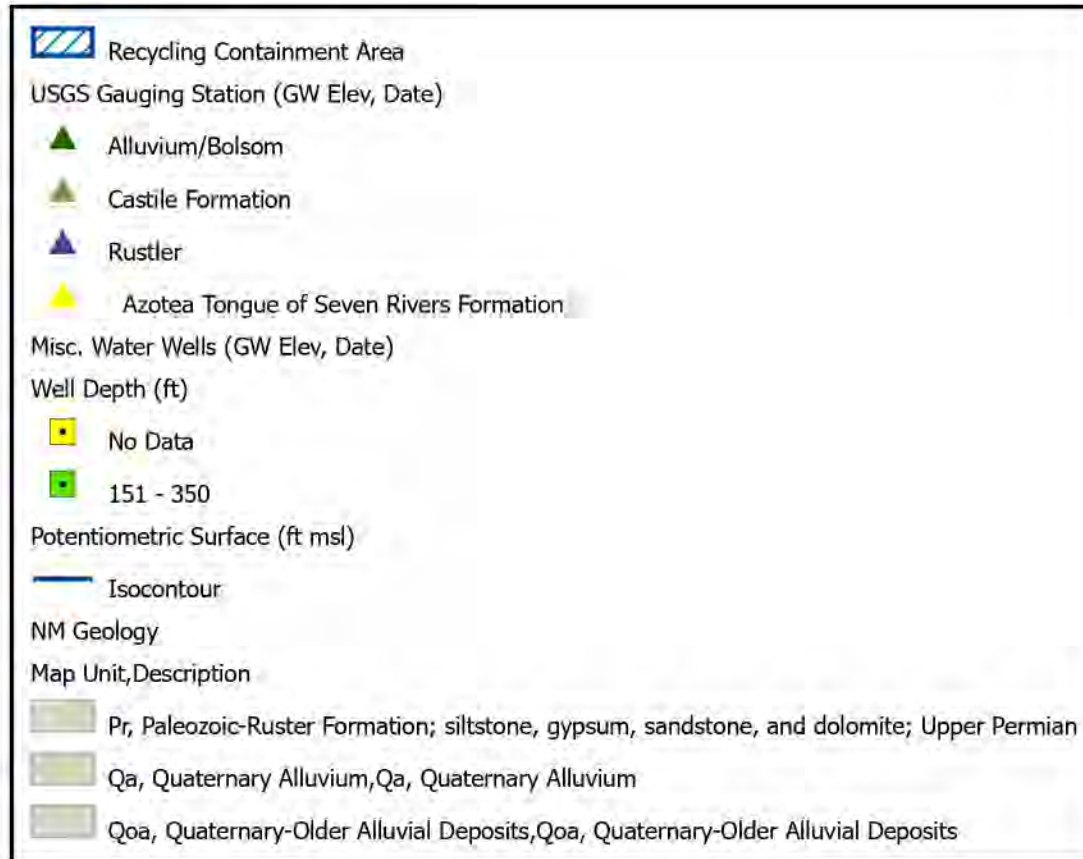 Recycling Containment Area
USGS Gauging Station (GW Elev, Date)
Alluvium/Bolsom
Castile Formation
Rustler
Azotea Tongue of Seven Rivers Formation
Misc. Water Wells (GW Elev, Date)
Well Depth (ft)
No Data
151 - 350
Potentiometric Surface (ft msl)
Isocontour
NM Geology
Map Unit,Description
Pr, Paleozoic-Ruster Formation; siltstone, gypsum, sandstone, and dolomite; Upper Permian
Qa, Quaternary Alluvium,Qa, Quaternary Alluvium
Qoa, Quaternary-Older Alluvial Deposits,Qoa, Quaternary-Older Alluvial Deposits